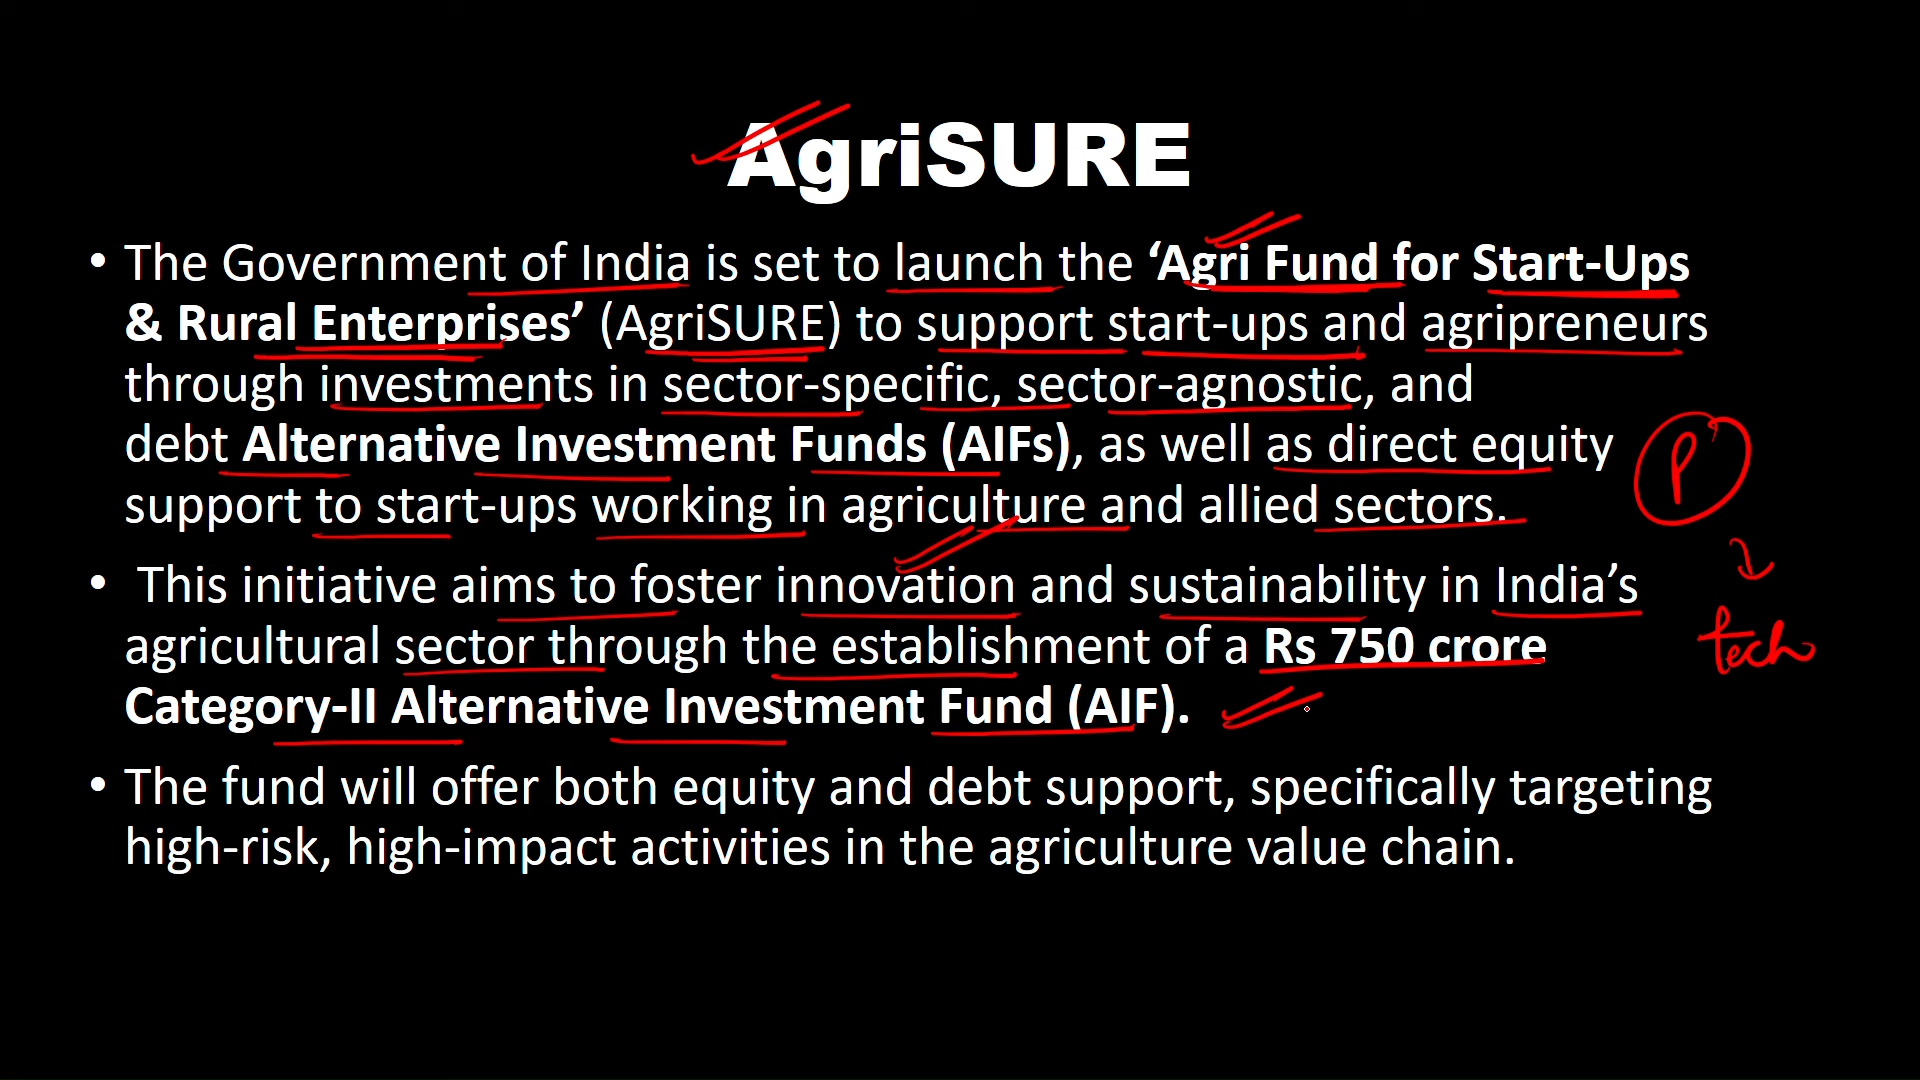 AgriSURE
• The Government of India is set to launch the ‘Agri Fund for Start-Ups
& Rural Enterprises’ (AgriSURE) to support start-ups and agripreneurs
through investments in sector-specific, sector-agnostic, and
debt Alternative Investment Funds (AIFs), as well as direct equity
support to start-ups working in agriculture and allied sectors.
P
• This initiative aims to foster innovation and sustainability in India’s
agricultural sector through the establishment of a Rs 750 crore
tech
Category-II Alternative Investment Fund (AIF).
• The fund will offer both equity and debt support, specifically targeting
high-risk, high-impact activities in the agriculture value chain.